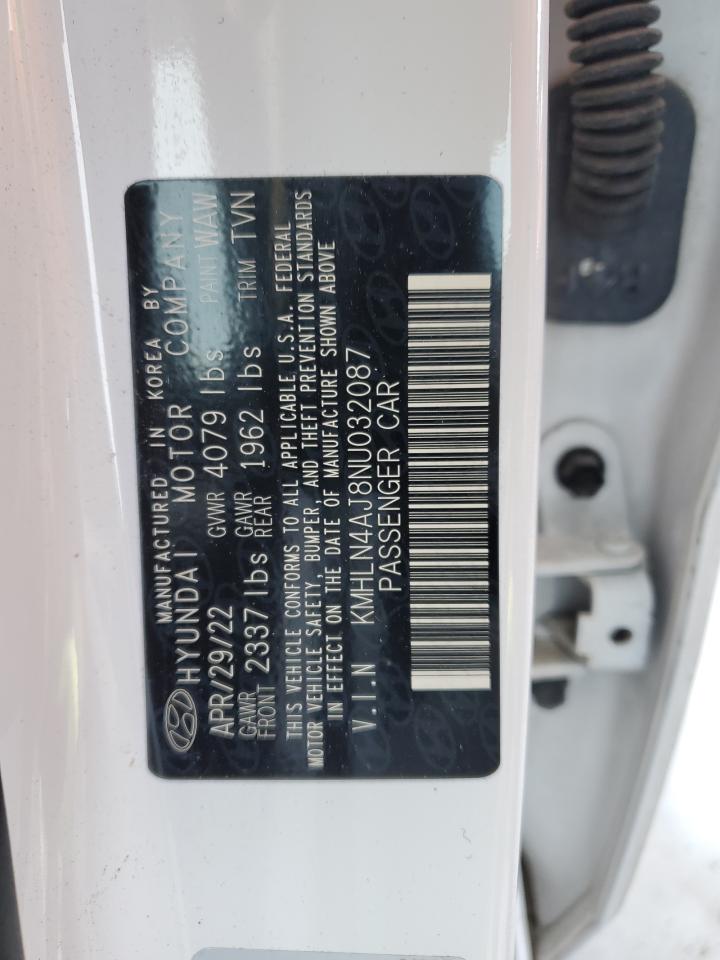 MANUFACTURED IN KOREA BY
HYUNDAI MOTOR COMPANY
APR/29/22 GVWR 4079 lbs PAINT WAW
GAWR FRONT 2337 lbs GAWR REAR 1962 lbs TRIM TVN
THIS VEHICLE CONFORMS TO ALL APPLICABLE U.S.A. FEDERAL
MOTOR VEHICLE SAFETY, BUMPER, AND THEFT PREVENTION STANDARDS
IN EFFECT ON THE DATE OF MANUFACTURE SHOWN ABOVE
V.I.N KMHLN4AJ8NU032087
PASSENGER CAR